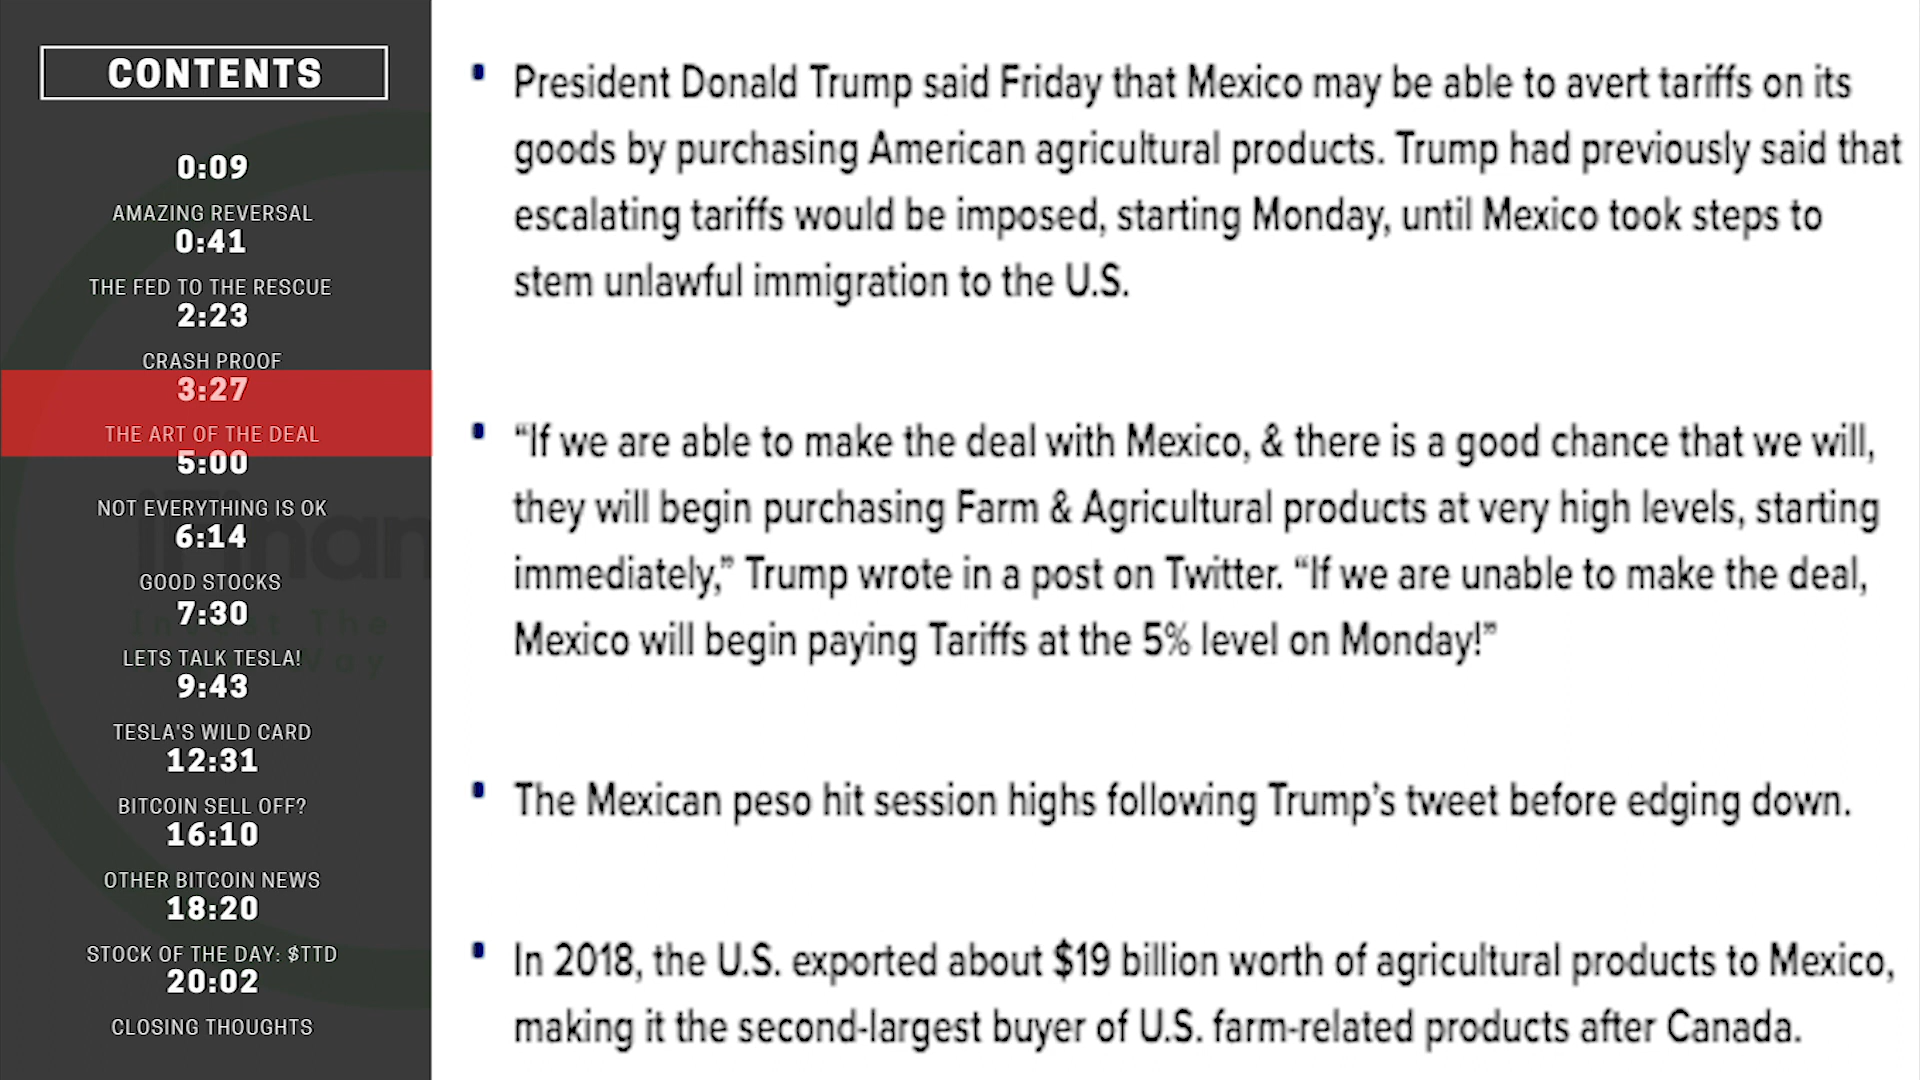 CONTENTS
0:09
AMAZING REVERSAL
0:41
THE FED TO THE RESCUE
2:23
CRASH PROOF
3:27
THE ART OF THE DEAL
5:00
NOT EVERYTHING IS OK
6:14
GOOD STOCKS
7:30
LETS TALK TESLA!
9:43
TESLA'S WILD CARD
12:31
BITCOIN SELL OFF?
16:10
OTHER BITCOIN NEWS
18:20
STOCK OF THE DAY: $TTD
20:02
CLOSING THOUGHTS
President Donald Trump said Friday that Mexico may be able to avert tariffs on its
goods by purchasing American agricultural products. Trump had previously said that
escalating tariffs would be imposed, starting Monday, until Mexico took steps to
stem unlawful immigration to the U.S.
“If we are able to make the deal with Mexico, & there is a good chance that we will,
they will begin purchasing Farm & Agricultural products at very high levels, starting
immediately,” Trump wrote in a post on Twitter. “If we are unable to make the deal,
Mexico will begin paying Tariffs at the 5% level on Monday!”
The Mexican peso hit session highs following Trump’s tweet before edging down.
In 2018, the U.S. exported about $19 billion worth of agricultural products to Mexico,
making it the second-largest buyer of U.S. farm-related products after Canada.